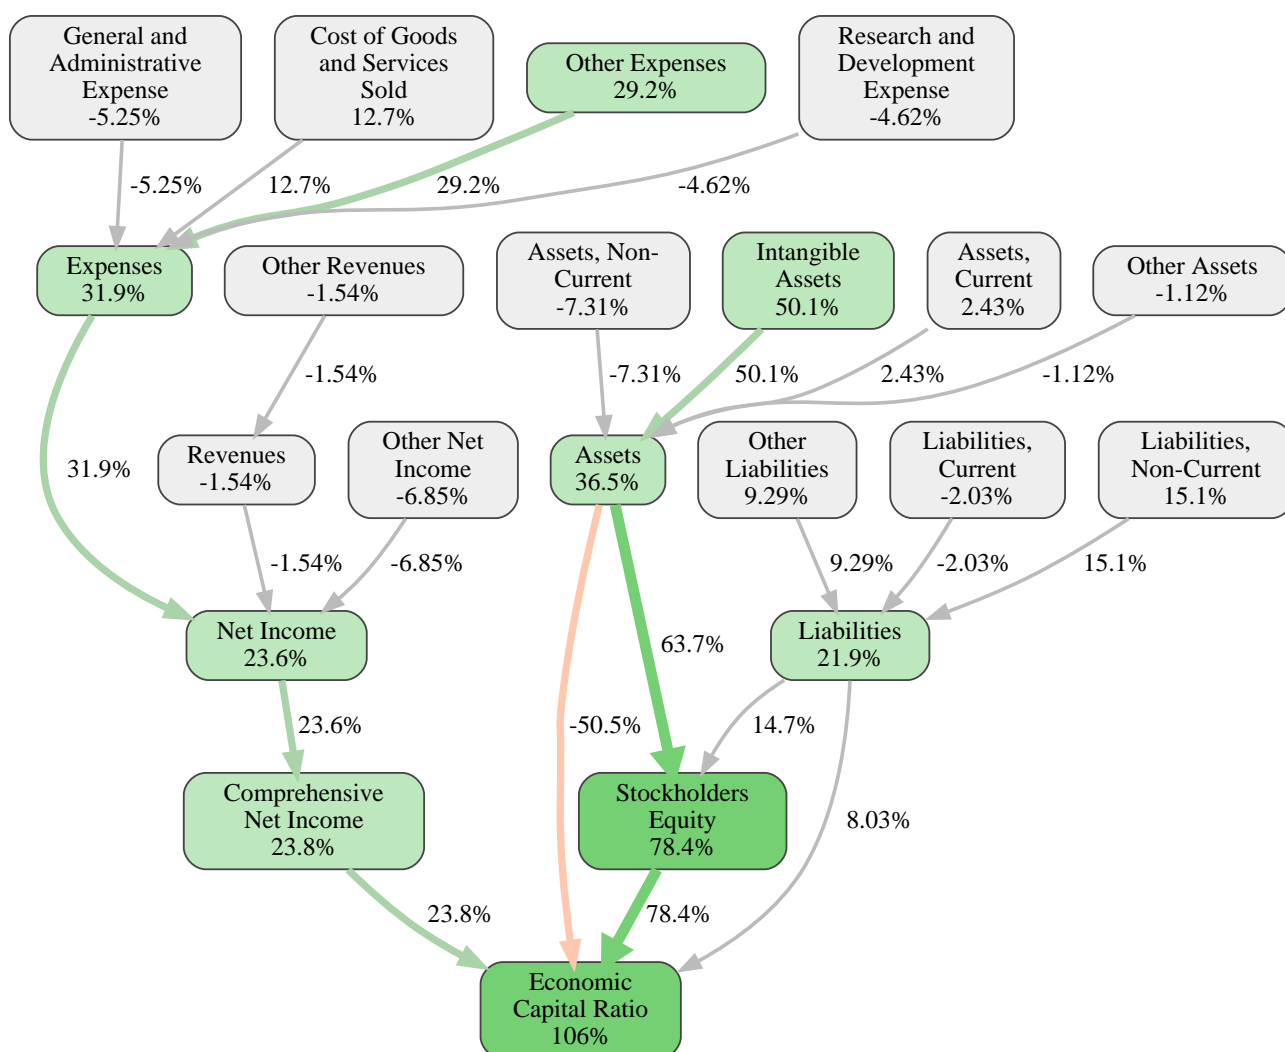 General and
Administrative
Expense
-5.25%
Cost of Goods
and Services
Sold
12.7%
Other Expenses
29.2%
Research and
Development
Expense
-4.62%
-5.25%
12.7%
29.2%
-4.62%
Expenses
31.9%
Other Revenues
-1.54%
Assets, Non-
Current
-7.31%
Intangible
Assets
50.1%
Assets,
Current
2.43%
Other Assets
-1.12%
-1.54%
-7.31%
50.1%
2.43%
-1.12%
31.9%
Revenues
-1.54%
Other Net
Income
-6.85%
Assets
36.5%
Other
Liabilities
9.29%
Liabilities,
Current
-2.03%
Liabilities,
Non-Current
15.1%
-1.54%
-6.85%
9.29%
-2.03%
15.1%
Net Income
23.6%
Liabilities
21.9%
63.7%
23.6%
-50.5%
14.7%
Comprehensive
Net Income
23.8%
Stockholders
Equity
78.4%
8.03%
23.8%
78.4%
Economic
Capital Ratio
106%